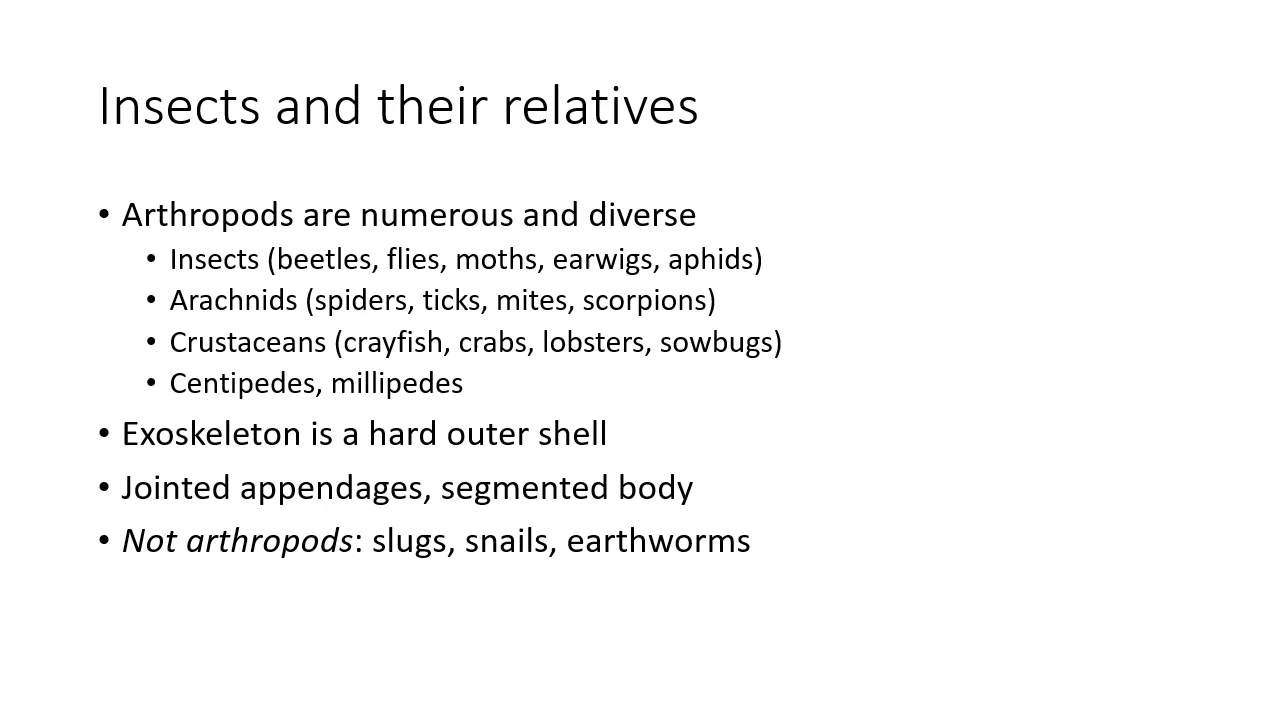 Insects and their relatives
• Arthropods are numerous and diverse
• Insects (beetles, flies, moths, earwigs, aphids)
• Arachnids (spiders, ticks, mites, scorpions)
• Crustaceans (crayfish, crabs, lobsters, sowbugs)
• Centipedes, millipedes
• Exoskeleton is a hard outer shell
• Jointed appendages, segmented body
• Not arthropods: slugs, snails, earthworms